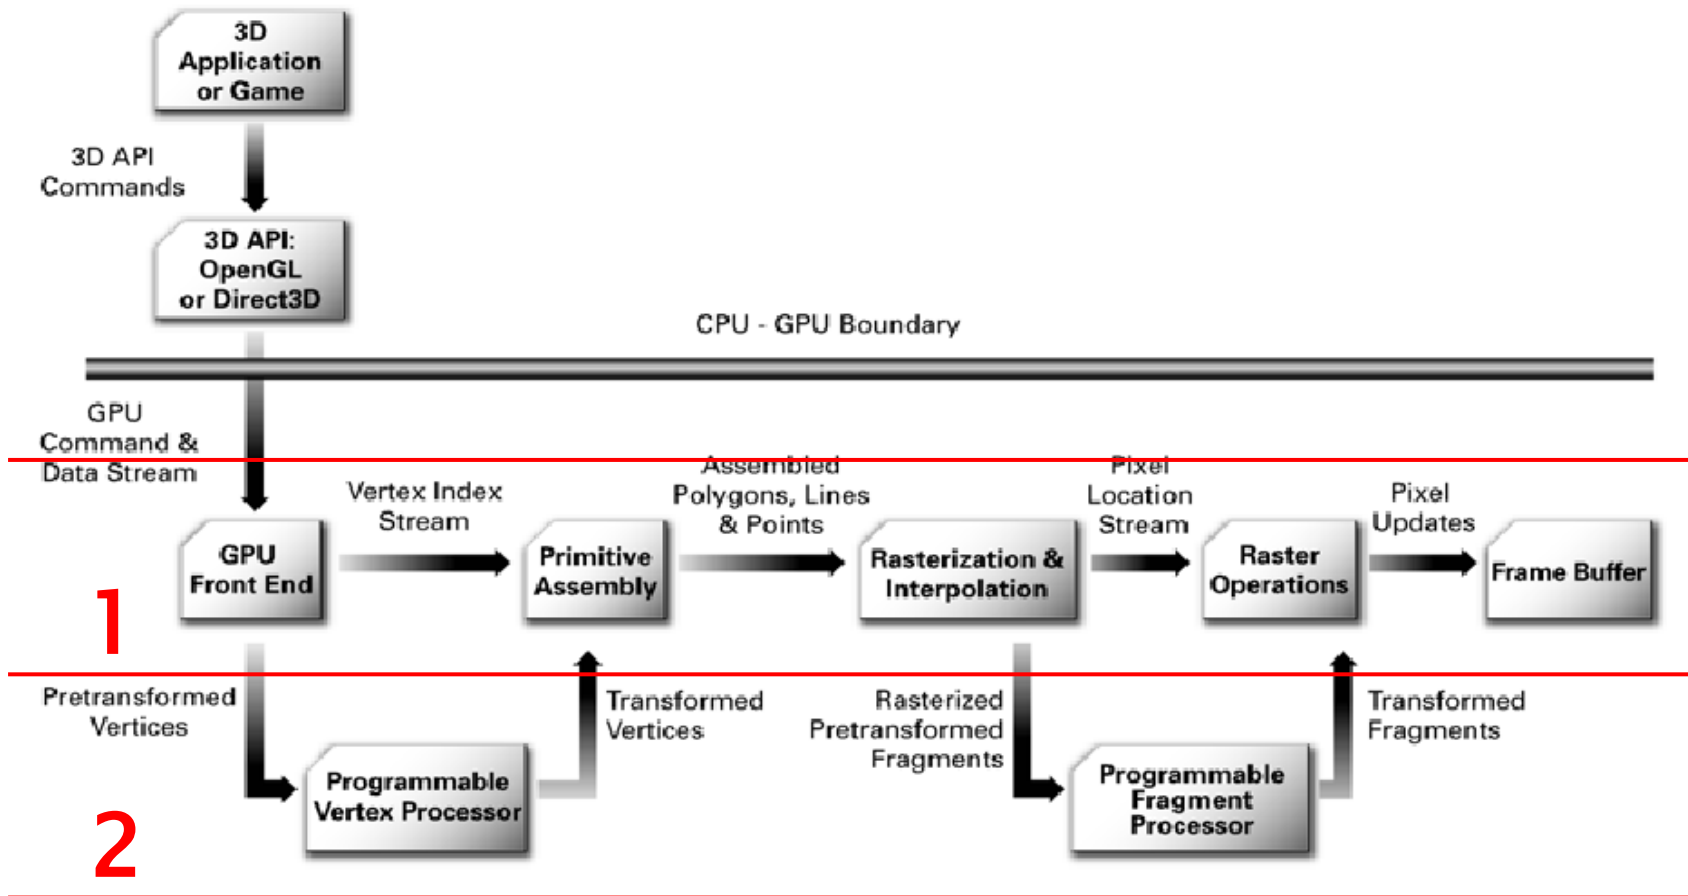 3D
Application
or Game
3D API
Commands
3D API:
OpenGL
or Direct3D
CPU - GPU Boundary
GPU
Command &
Data Stream
Vertex Index
Stream
Assembled
Polygons, Lines
& Points
Pixel
Location
Stream
Pixel
Updates
GPU
Front End
Primitive
Assembly
Rasterization &
Interpolation
Raster
Operations
Frame Buffer
1
Pretransformed
Vertices
Transformed
Vertices
Rasterized
Pretransformed
Fragments
Transformed
Fragments
Programmable
Vertex Processor
Programmable
Fragment
Processor
2